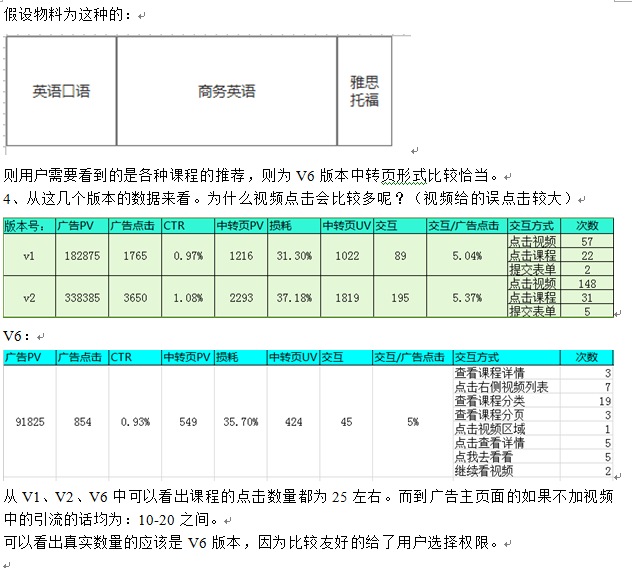 假设物料为这种的：
英语口语 商务英语 雅思
托福
则用户需要看到的是各种课程的推荐，则为 V6 版本中转页形式比较恰当。
4、从这几个版本的数据来看。为什么视频点击会比较多呢？（视频给的误点击较大）
版本号： 广告PV 广告点击 CTR 中转页PV 损耗 中转页UV 交互 交互/广告点击 交互方式 次数
v1 182875 1765 0.97% 1216 31.30% 1022 89 5.04% 点击视频 57
点击课程 22
提交表单 2
v2 338385 3650 1.08% 2293 37.18% 1819 195 5.37% 点击视频 148
点击课程 31
提交表单 5
V6：
广告PV 广告点击 CTR 中转页PV 损耗 中转页UV 交互 交互/广告点击 交互方式 次数
91825 854 0.93% 549 35.70% 424 45 5% 查看课程详情 3
点击右侧视频列表 7
查看课程分类 19
查看课程分页 3
点击视频区域 1
点击查看详情 5
点我去看看 5
继续看视频 2
从 V1、V2、V6 中可以看出课程的点击数量都为 25 左右。而到广告主页面的如果不加视频
中的引流的话均为：10-20 之间。
可以看出真实数量的应该是 V6 版本，因为比较友好的给了用户选择权限。